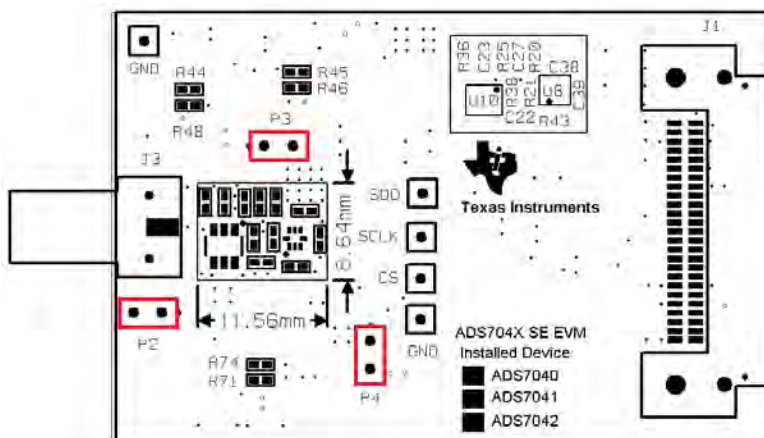 J1
GND
R44
R48
R45
R46
P3
J3
R36
C23
R38
C25
C27
R21
R20
C38
C39
U10
U8
C22
R43
Texas Instruments
SDO
SCLK
CS
GND
8.64mm
11.56mm
P2
R74
R71
P4
ADS704X SE EVM
Installed Device
ADS7040
ADS7041
ADS7042